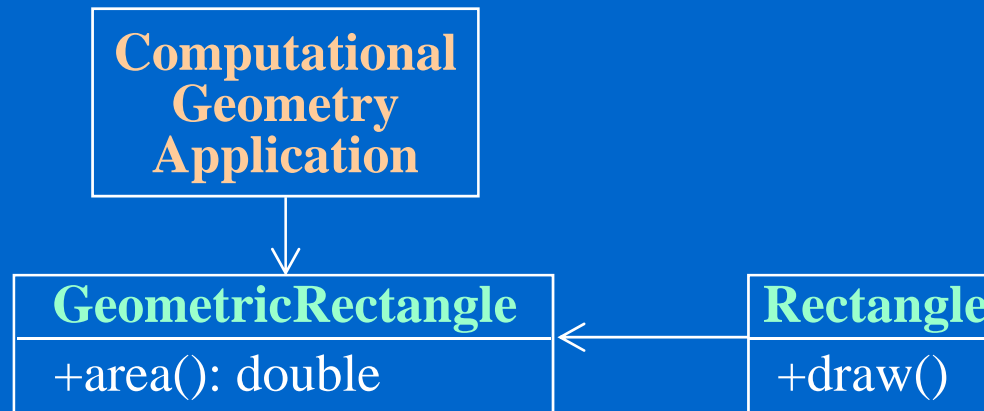 Computational
Geometry
Application
GeometricRectangle
+area(): double
Rectangle
+draw()